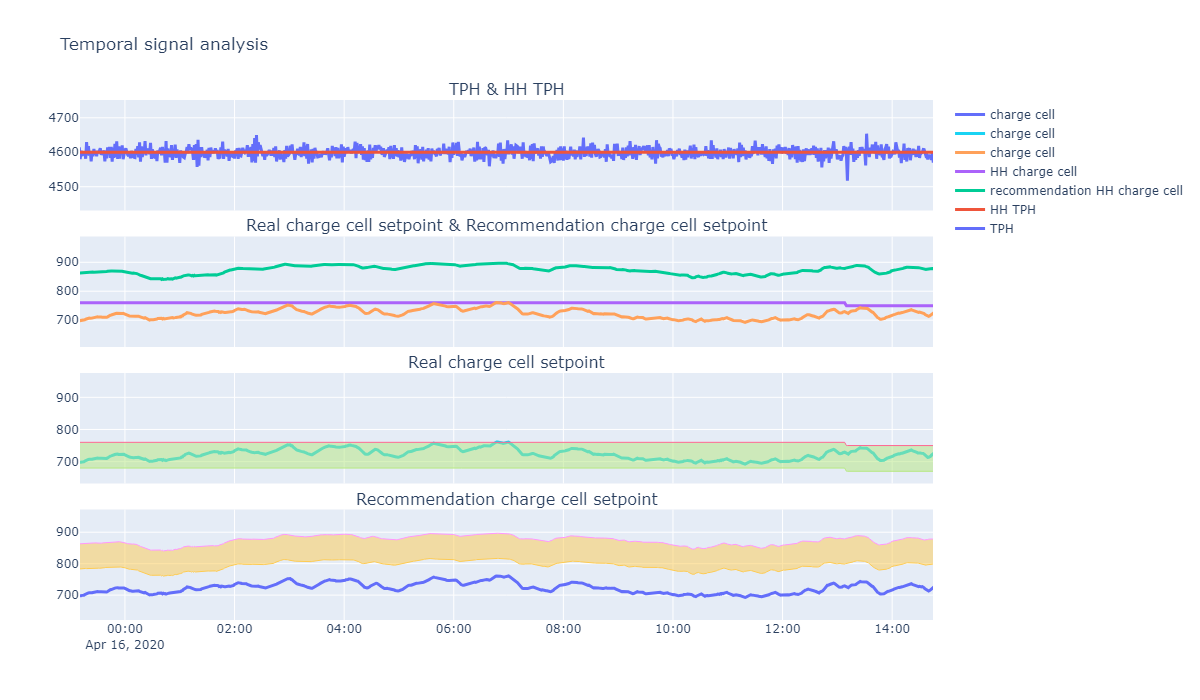 Temporal signal analysis
TPH & HH TPH
4700
4600
4500
Real charge cell setpoint & Recommendation charge cell setpoint
900
800
700
Real charge cell setpoint
900
800
700
Recommendation charge cell setpoint
900
800
700
00:00 02:00 04:00 06:00 08:00 10:00 12:00 14:00
Apr 16, 2020
charge cell
charge cell
charge cell
HH charge cell
recommendation HH charge cell
HH TPH
TPH